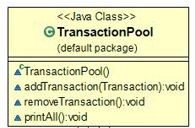 <<Java Class>>
TransactionPool
(default package)
TransactionPool()
addTransaction(Transaction):void
removeTransaction():void
printAll():void